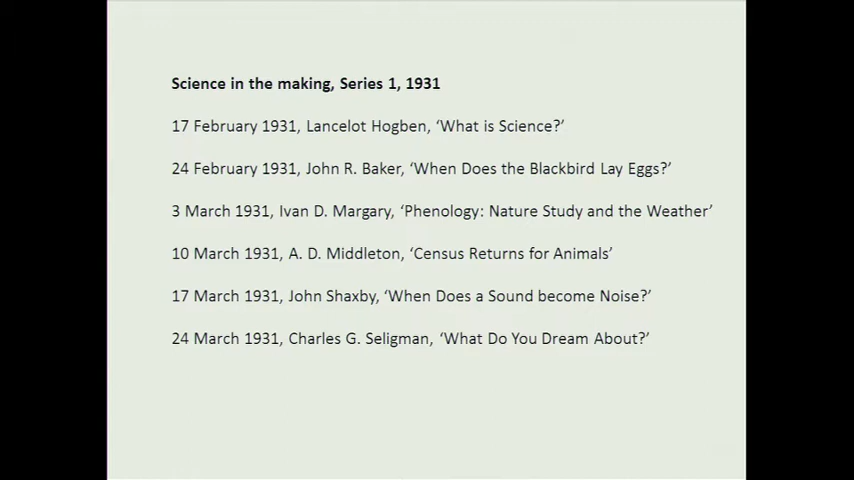 Science in the making, Series 1, 1931
17 February 1931, Lancelot Hogben, ‘What is Science?’
24 February 1931, John R. Baker, ‘When Does the Blackbird Lay Eggs?’
3 March 1931, Ivan D. Margary, ‘Phenology: Nature Study and the Weather’
10 March 1931, A. D. Middleton, ‘Census Returns for Animals’
17 March 1931, John Shaxby, ‘When Does a Sound become Noise?’
24 March 1931, Charles G. Seligman, ‘What Do You Dream About?’